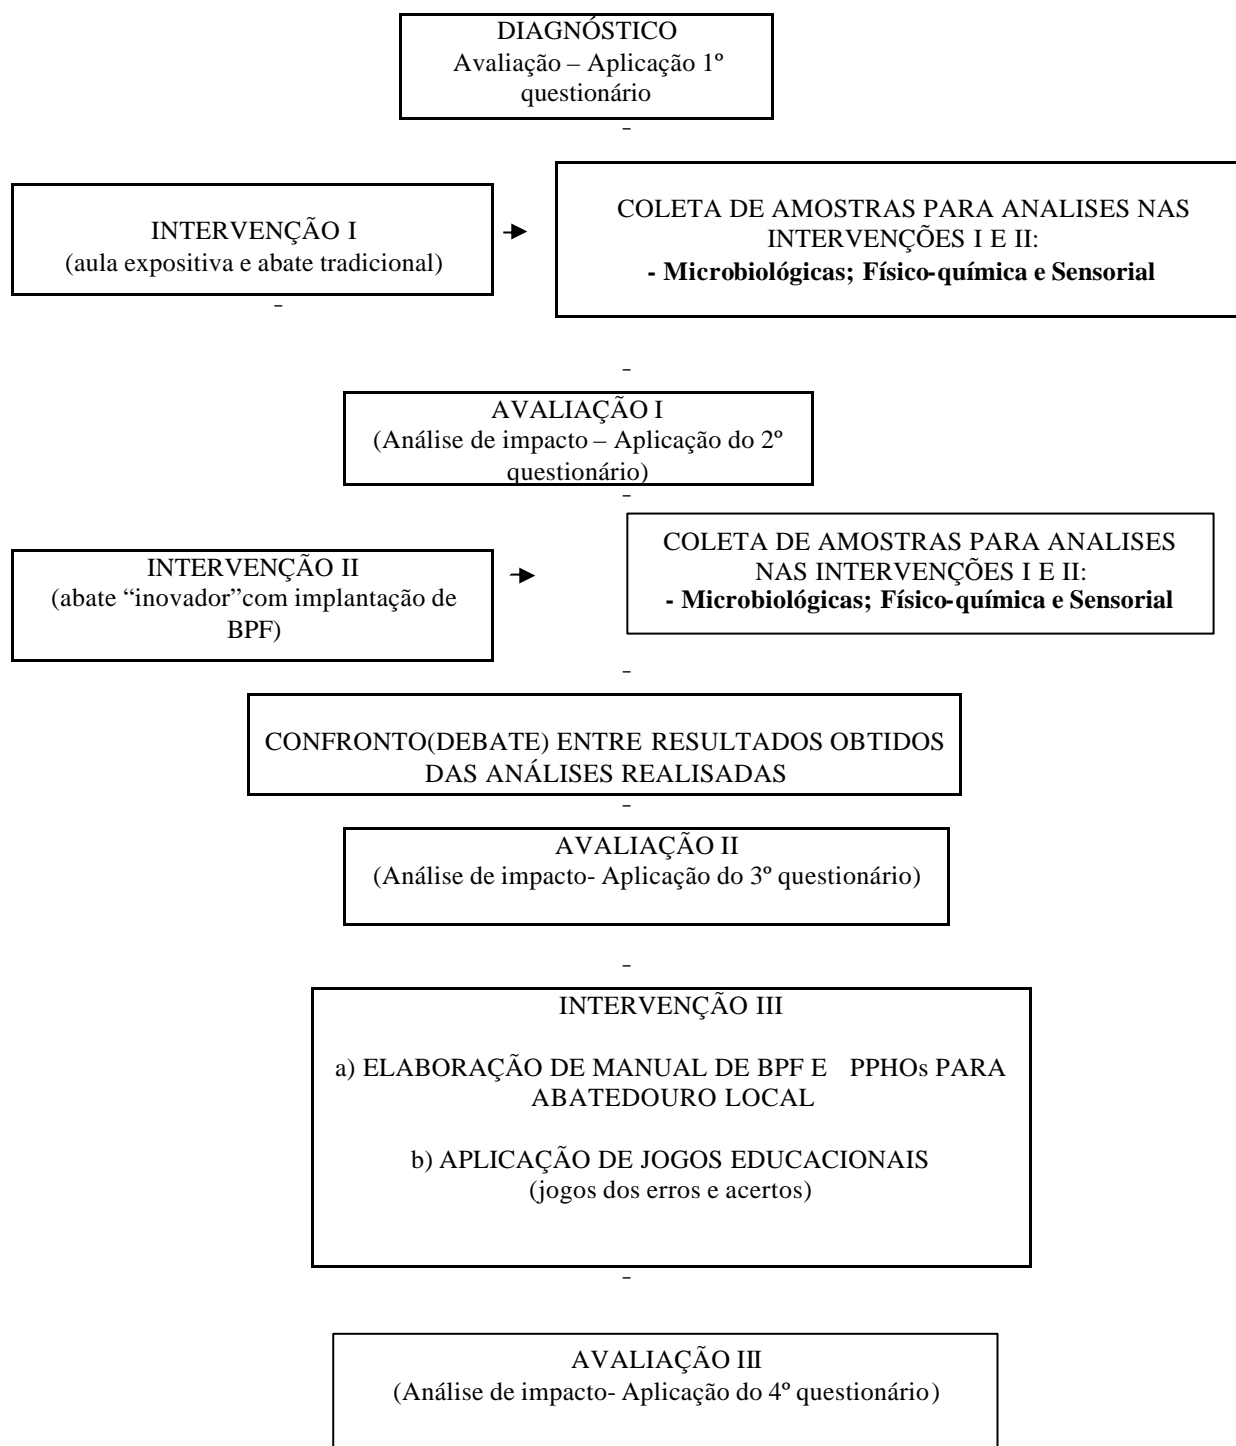 DIAGNÓSTICO
Avaliação – Aplicação 1º
questionário
INTERVENÇÃO I
(aula expositiva e abate tradicional)
COLETA DE AMOSTRAS PARA ANALISES NAS
INTERVENÇÕES I E II:
- Microbiológicas; Físico-química e Sensorial
AVALIAÇÃO I
(Análise de impacto – Aplicação do 2º
questionário)
INTERVENÇÃO II
(abate “inovador”com implantação de
BPF)
COLETA DE AMOSTRAS PARA ANALISES
NAS INTERVENÇÕES I E II:
- Microbiológicas; Físico-química e Sensorial
CONFRONTO(DEBATE) ENTRE RESULTADOS OBTIDOS
DAS ANÁLISES REALISADAS
AVALIAÇÃO II
(Análise de impacto- Aplicação do 3º questionário)
INTERVENÇÃO III
a) ELABORAÇÃO DE MANUAL DE BPF E PPHOs PARA
ABATEDOURO LOCAL
b) APLICAÇÃO DE JOGOS EDUCACIONAIS
(jogos dos erros e acertos)
AVALIAÇÃO III
(Análise de impacto- Aplicação do 4º questionário)